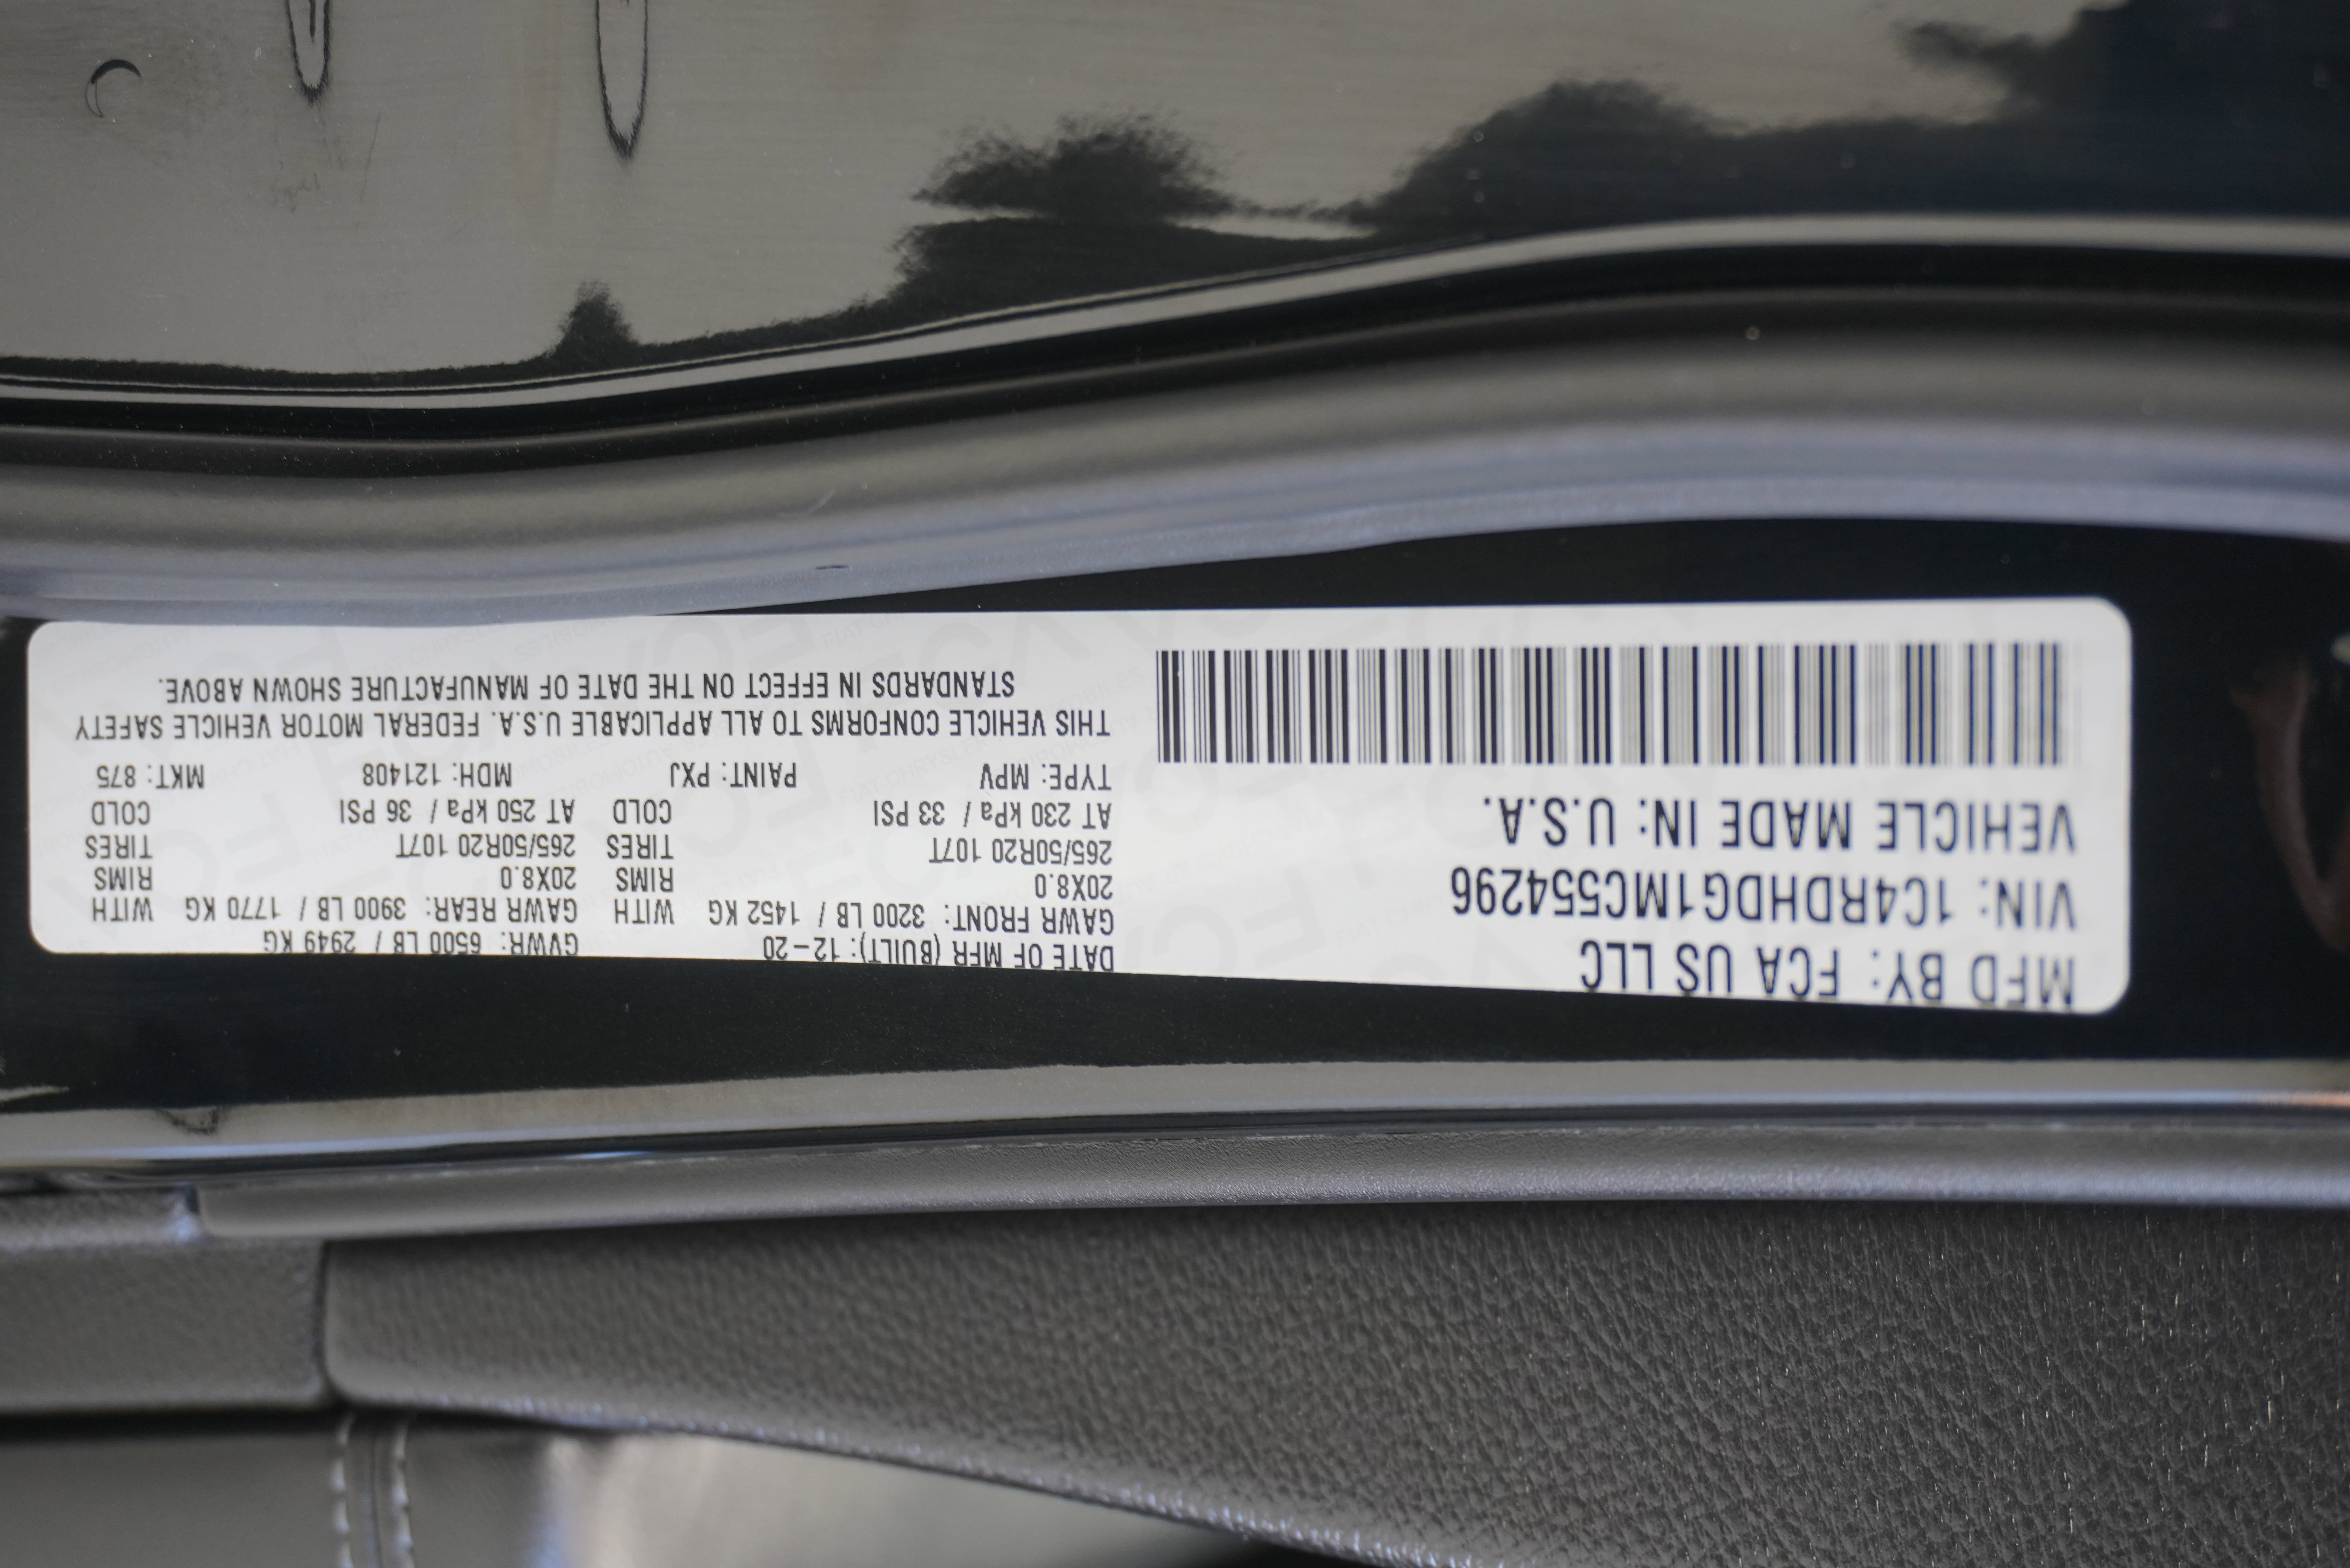 MFD BY: FCA US LLC
VIN: 1C4RDHDG1MC554296
VEHICLE MADE IN: U.S.A.
DATE OF MFR (BUILT): 12-20 GVWR: 6500 LB / 2949 KG
GAWR FRONT: 3200 LB / 1452 KG WITH GAWR REAR: 3900 LB / 1770 KG WITH
20X8.0 RIMS 20X8.0 RIMS
265/50R20 107T TIRES 265/50R20 107T TIRES
AT 230 kPa / 33 PSI COLD AT 250 kPa / 36 PSI COLD
TYPE: MPV PAINT: PXJ MDH: 121408 MKT: 875
THIS VEHICLE CONFORMS TO ALL APPLICABLE U.S.A. FEDERAL MOTOR VEHICLE SAFETY
STANDARDS IN EFFECT ON THE DATE OF MANUFACTURE SHOWN ABOVE.